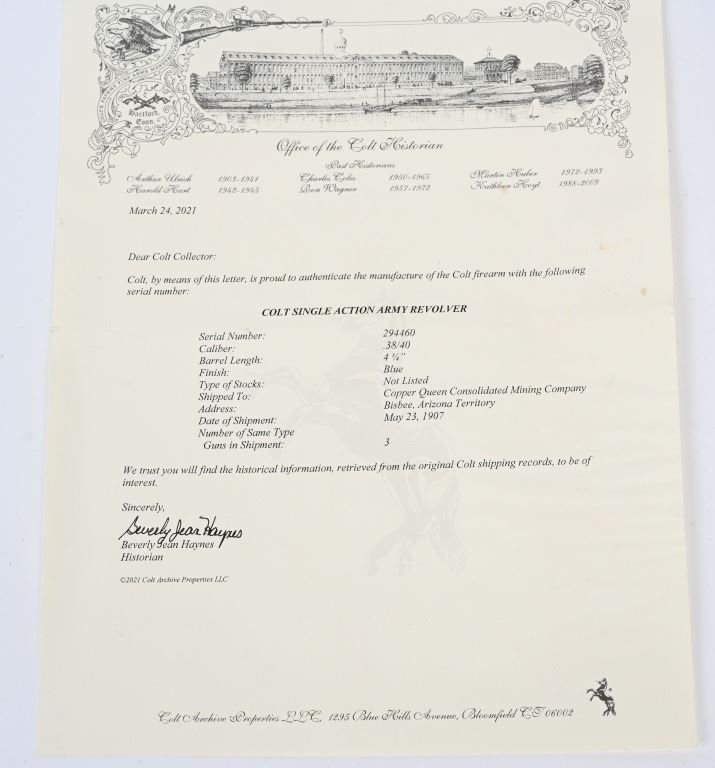 Hartford,
Conn.
Office of the Colt Historian
Past Historians
Arthur Ulrich 1903-1941 Charles Coles 1950-1965 Martin Huber 1972-1993
Harold Hart 1942-1945 Don Wagner 1957-1972 Kathleen Hoyt 1988-2009
March 24, 2021
Dear Colt Collector:
Colt, by means of this letter, is proud to authenticate the manufacture of the Colt firearm with the following
serial number:
COLT SINGLE ACTION ARMY REVOLVER
Serial Number: 294460
Caliber: .38/40
Barrel Length: 4 ¾"
Finish: Blue
Type of Stocks: Not Listed
Shipped To: Copper Queen Consolidated Mining Company
Address: Bisbee, Arizona Territory
Date of Shipment: May 23, 1907
Number of Same Type
Guns in Shipment: 3
We trust you will find the historical information, retrieved from the original Colt shipping records, to be of
interest.
Sincerely,
Beverly Jean Haynes
Beverly Jean Haynes
Historian
©2021 Colt Archive Properties LLC
Colt Archive Properties LLC, 1295 Blue Hills Avenue, Bloomfield CT 06002